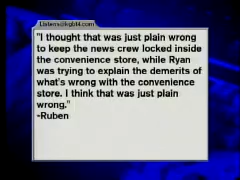 Listens@kgbt4.com
"I thought that was just plain wrong
to keep the news crew locked inside
the convenience store, while Ryan
was trying to explain the demerits of
what's wrong with the convenience
store. I think that was just plain
wrong."
-Ruben